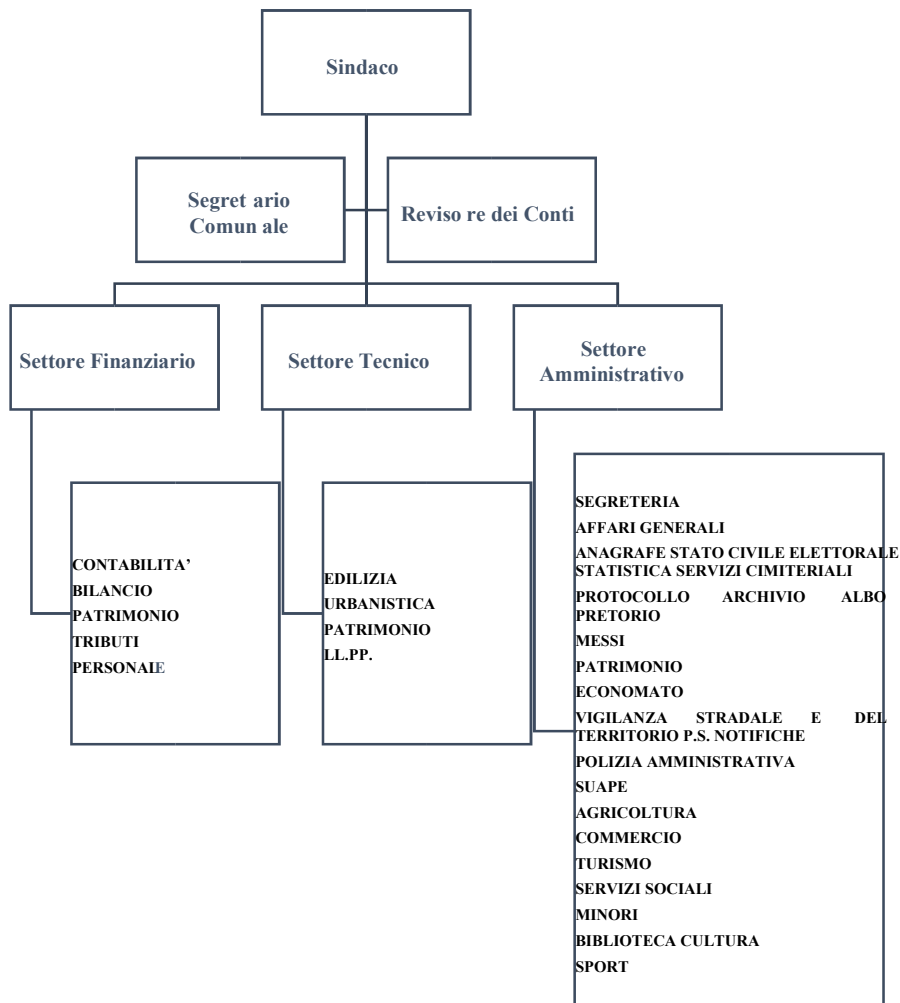 Sindaco
Segret ario
Comun ale
Reviso re dei Conti
Settore Finanziario
Settore Tecnico
Settore
Amministrativo
CONTABILITA’
BILANCIO
PATRIMONIO
TRIBUTI
PERSONALE
EDILIZIA
URBANISTICA
PATRIMONIO
LL.PP.
SEGRETERIA
AFFARI GENERALI
ANAGRAFE STATO CIVILE ELETTORALE
STATISTICA SERVIZI CIMITERIALI
PROTOCOLLO ARCHIVIO ALBO
PRETORIO
MESSI
PATRIMONIO
ECONOMATO
VIGILANZA STRADALE E DEL
TERRITORIO P.S. NOTIFICHE
POLIZIA AMMINISTRATIVA
SUAPE
AGRICOLTURA
COMMERCIO
TURISMO
SERVIZI SOCIALI
MINORI
BIBLIOTECA CULTURA
SPORT